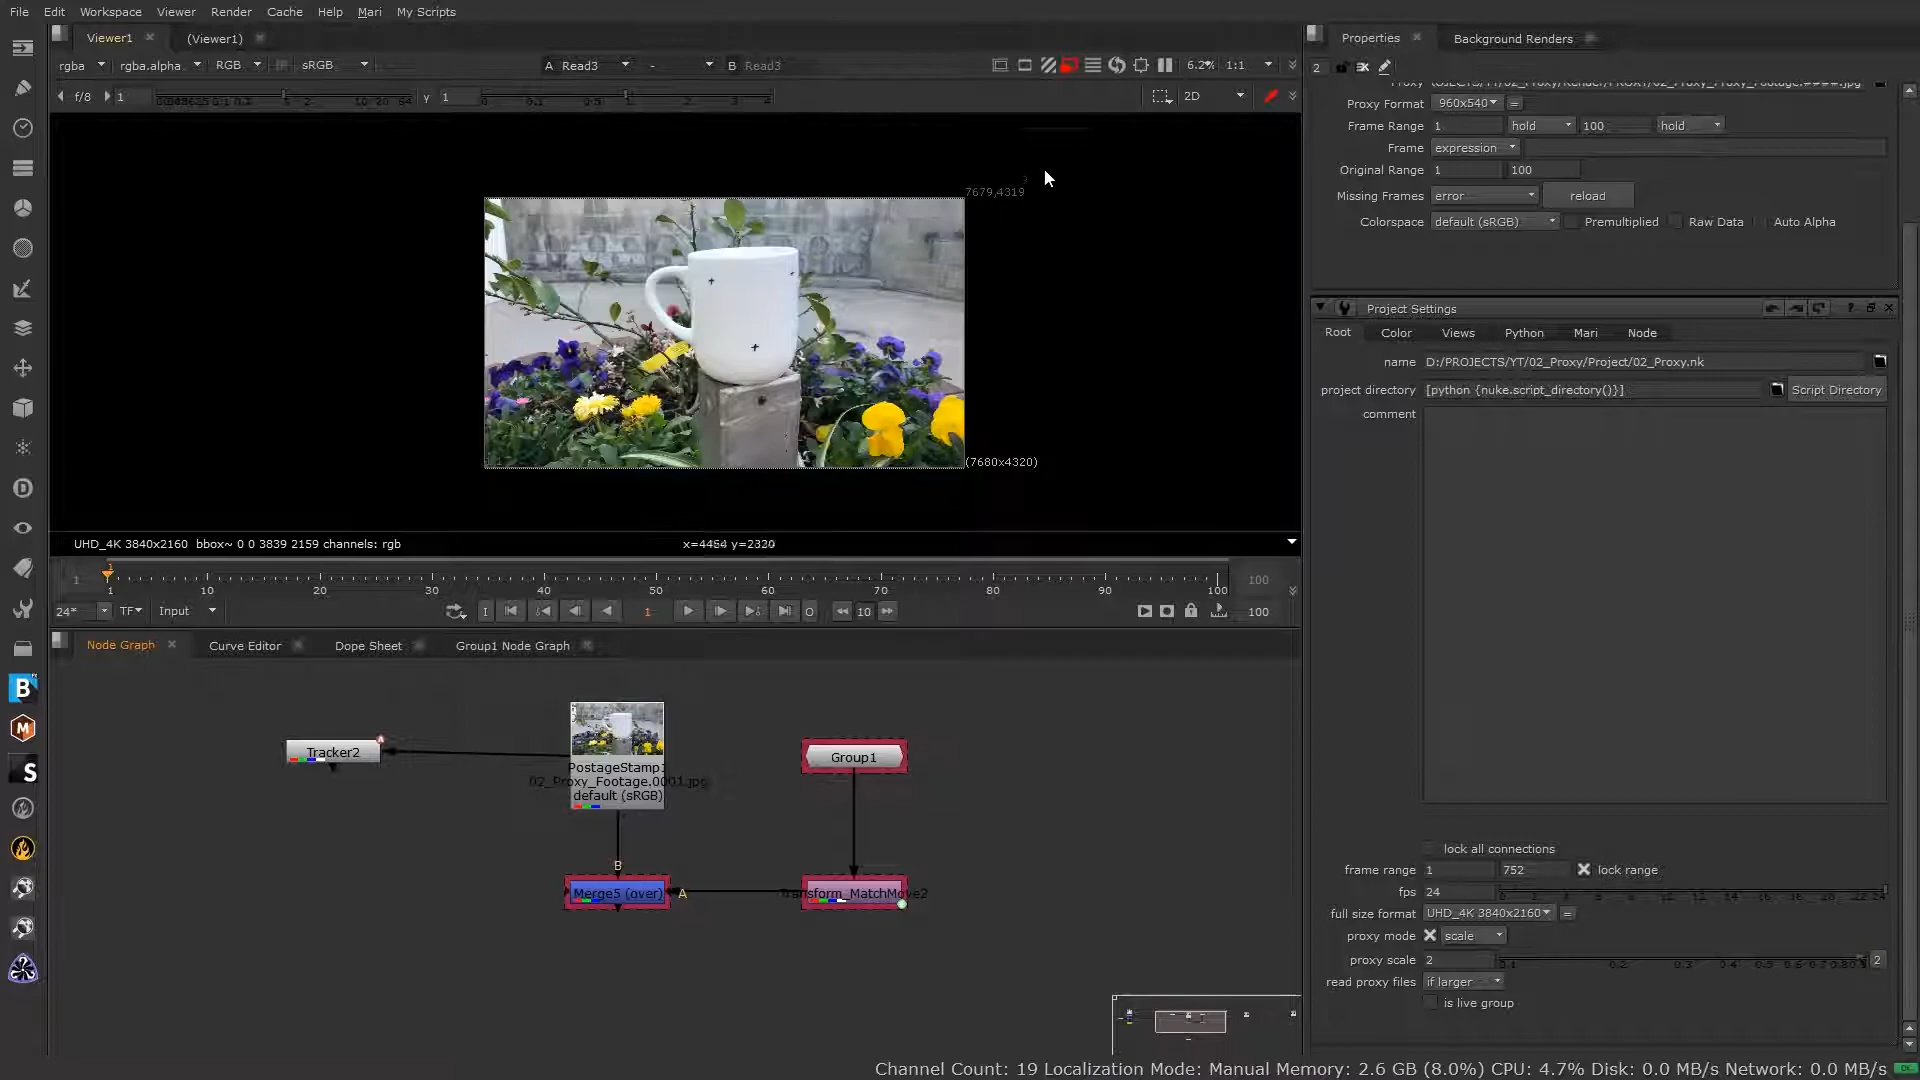 File Edit Workspace Viewer Render Cache Help Mari My Scripts
Viewer1 (Viewer1) Properties Background Renders
rgba rgba.alpha RGB sRGB A Read3 - B Read3 6.2% 1:1 2
f/8 1 y 1 2D
Proxy Format 960x540 =
Frame Range 1 hold 100 hold
Frame expression
Original Range 1 100
Missing Frames error reload
Colorspace default (sRGB) Premultiplied Raw Data Auto Alpha
7679,4319
(7680x4320)
Project Settings
Root Color Views Python Mari Node
name D:/PROJECTS/YT/02_Proxy/Project/02_Proxy.nk
project directory [python {nuke.script_directory()}] Script Directory
comment
UHD_4K 3840x2160 bbox~ 0 0 3839 2159 channels: rgb x=4454 y=2320
1 1 10 20 30 40 50 60 70 80 90 100 100
24* TF Input I 1 O 10 100
Node Graph Curve Editor Dope Sheet Group1 Node Graph
Tracker2
PostageStamp1
02_Proxy_Footage.0001.jpg
default (sRGB)
Group1
B
Merge5 (over) A Transform_MatchMove2
lock all connections
frame range 1 752 lock range
fps 24
full size format UHD_4K 3840x2160 =
proxy mode scale
proxy scale 2 2
read proxy files if larger
is live group
Channel Count: 19 Localization Mode: Manual Memory: 2.6 GB (8.0%) CPU: 4.7% Disk: 0.0 MB/s Network: 0.0 MB/s